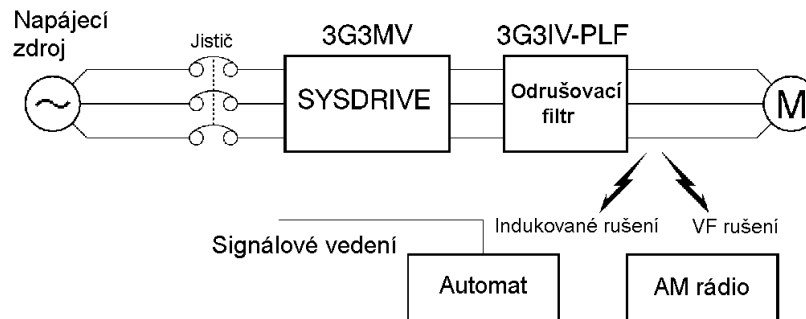 Napájecí
zdroj
Jistič
3G3MV
3G3IV-PLF
SYSDRIVE
Odrušovací
filtr
M
Indukované rušení
VF rušení
Signálové vedení
Automat
AM rádio